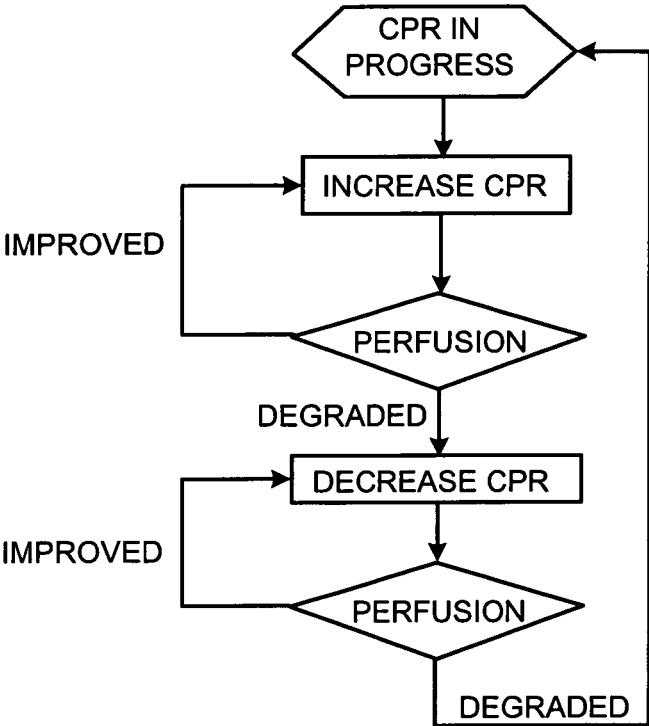 CPR IN
PROGRESS
INCREASE CPR
IMPROVED
PERFUSION
DEGRADED
DECREASE CPR
IMPROVED
PERFUSION
DEGRADED